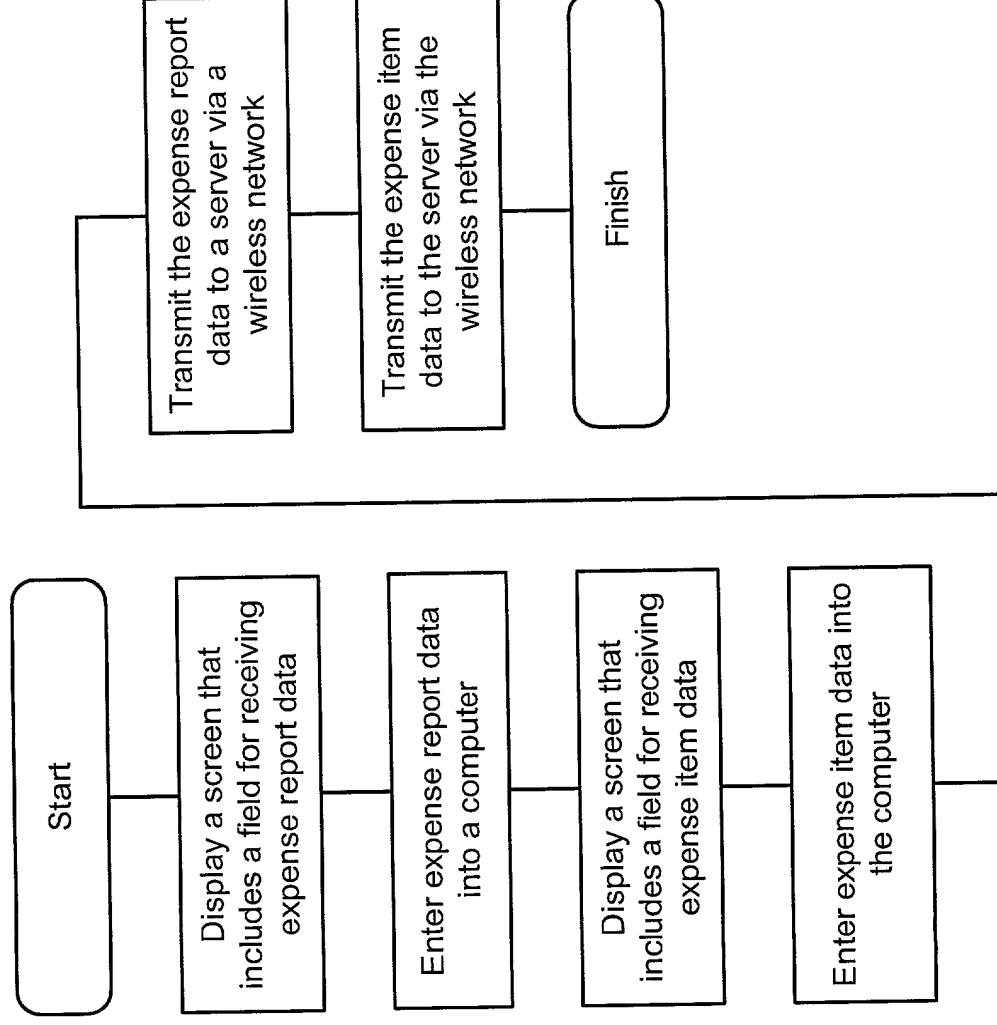 Start
Display a screen that
includes a field for receiving
expense report data
Enter expense report data
into a computer
Display a screen that
includes a field for receiving
expense item data
Enter expense item data into
the computer
Transmit the expense report
data to a server via a
wireless network
Transmit the expense item
data to the server via the
wireless network
Finish